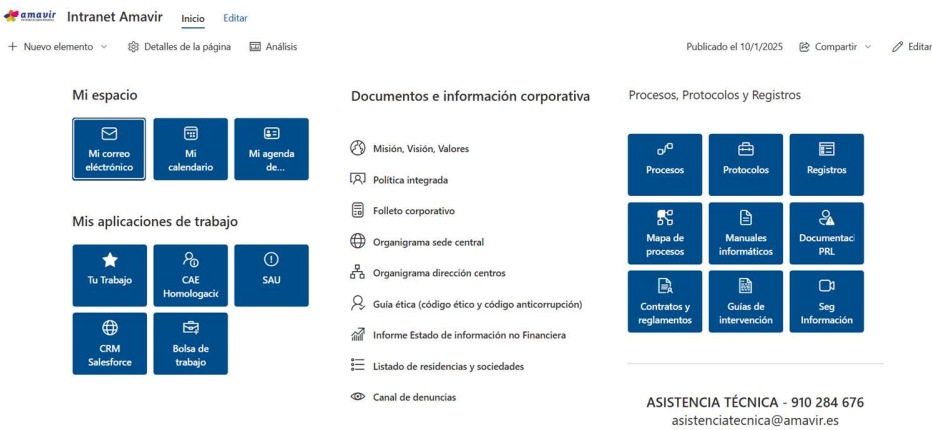 amavir Intranet Amavir Inicio Editar
Nuevo elemento Detalles de la página Análisis Publicado el 10/1/2025 Compartir Editar
Mi espacio
Mi correo
eléctrónico
Mi
calendario
Mi agenda
de...
Mis aplicaciones de trabajo
Tu Trabajo
CAE
Homologació
SAU
CRM
Salesforce
Bolsa de
trabajo
Documentos e información corporativa
Misión, Visión, Valores
Política integrada
Folleto corporativo
Organigrama sede central
Organigrama dirección centros
Guía ética (código ético y código anticorrupción)
Informe Estado de información no Financiera
Listado de residencias y sociedades
Canal de denuncias
Procesos, Protocolos y Registros
Procesos
Protocolos
Registros
Mapa de
procesos
Manuales
informáticos
Documentaci
PRL
Contratos y
reglamentos
Guías de
intervención
Seg
Información
ASISTENCIA TÉCNICA - 910 284 676
asistenciatecnica@amavir.es